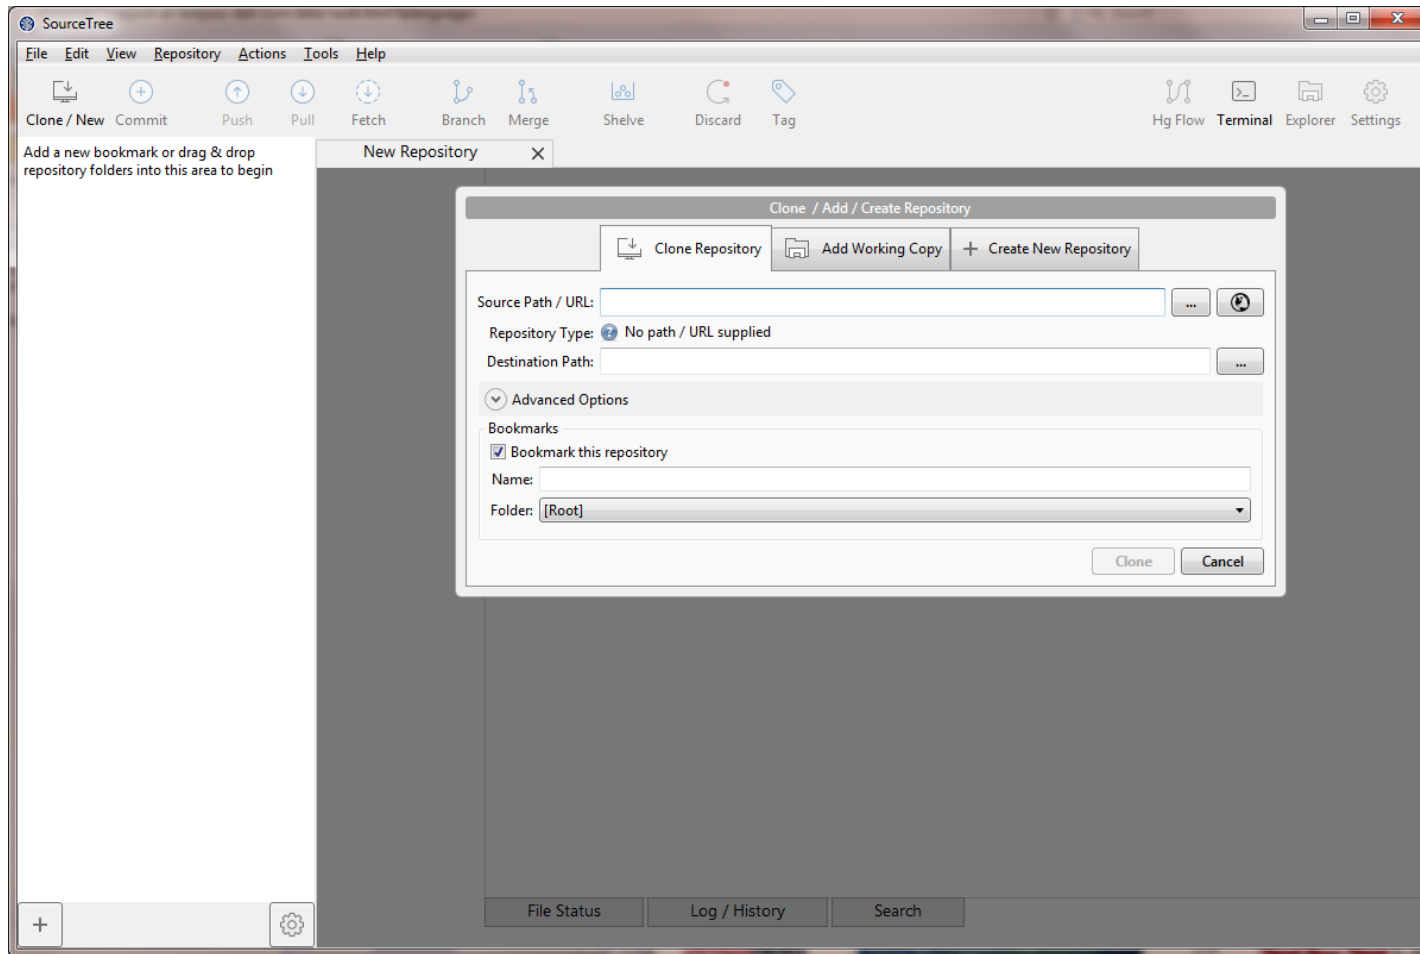 SourceTree
File Edit View Repository Actions Tools Help
Clone / New Commit Push Pull Fetch Branch Merge Shelve Discard Tag Hg Flow Terminal Explorer Settings
Add a new bookmark or drag & drop
repository folders into this area to begin
New Repository
Clone / Add / Create Repository
Clone Repository Add Working Copy Create New Repository
Source Path / URL: ...
Repository Type: No path / URL supplied
Destination Path: ...
Advanced Options
Bookmarks
Bookmark this repository
Name:
Folder: [Root]
Clone Cancel
File Status Log / History Search